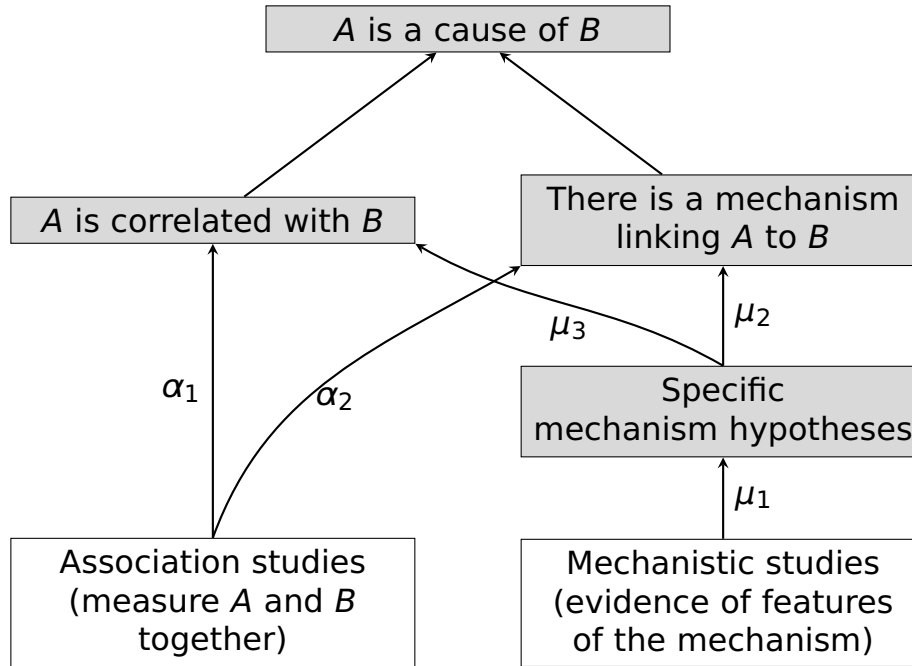 A is a cause of B
A is correlated with B
There is a mechanism
linking A to B
μ3
μ2
α1
α2
Specific
mechanism hypotheses
μ1
Association studies
(measure A and B
together)
Mechanistic studies
(evidence of features
of the mechanism)